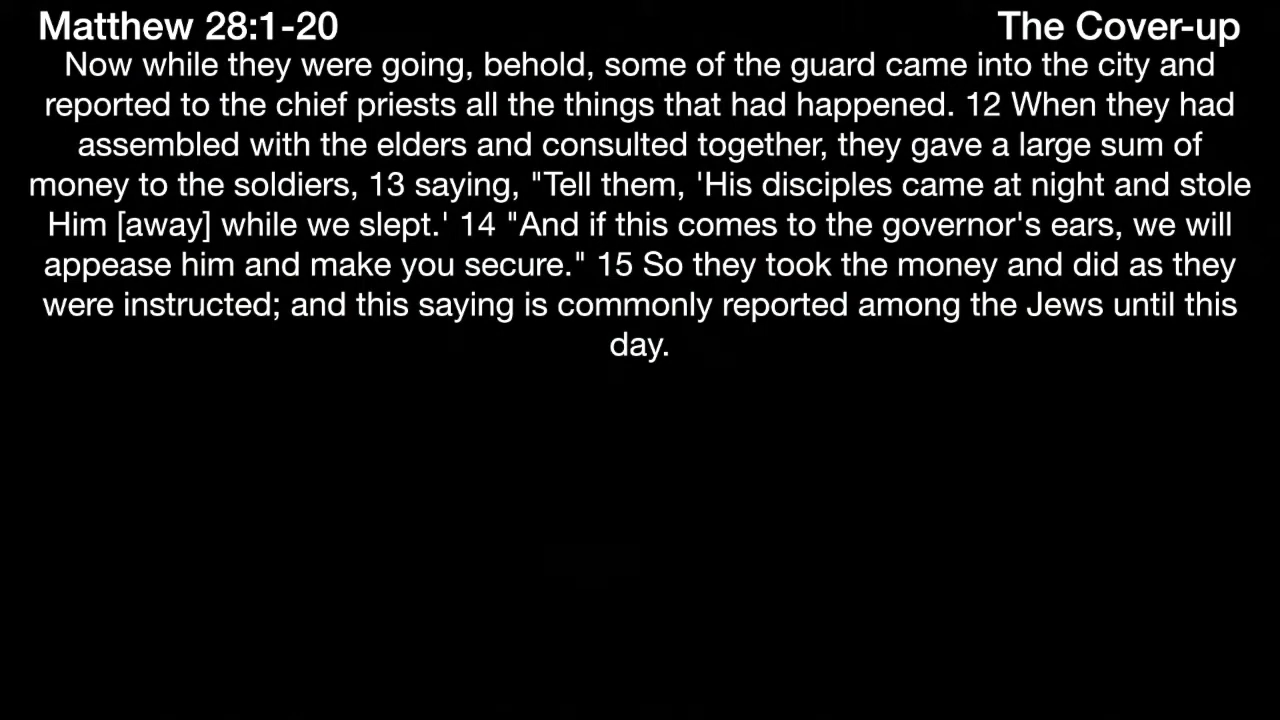 Matthew 28:1-20 The Cover-up
Now while they were going, behold, some of the guard came into the city and
reported to the chief priests all the things that had happened. 12 When they had
assembled with the elders and consulted together, they gave a large sum of
money to the soldiers, 13 saying, "Tell them, 'His disciples came at night and stole
Him [away] while we slept.' 14 "And if this comes to the governor's ears, we will
appease him and make you secure." 15 So they took the money and did as they
were instructed; and this saying is commonly reported among the Jews until this
day.